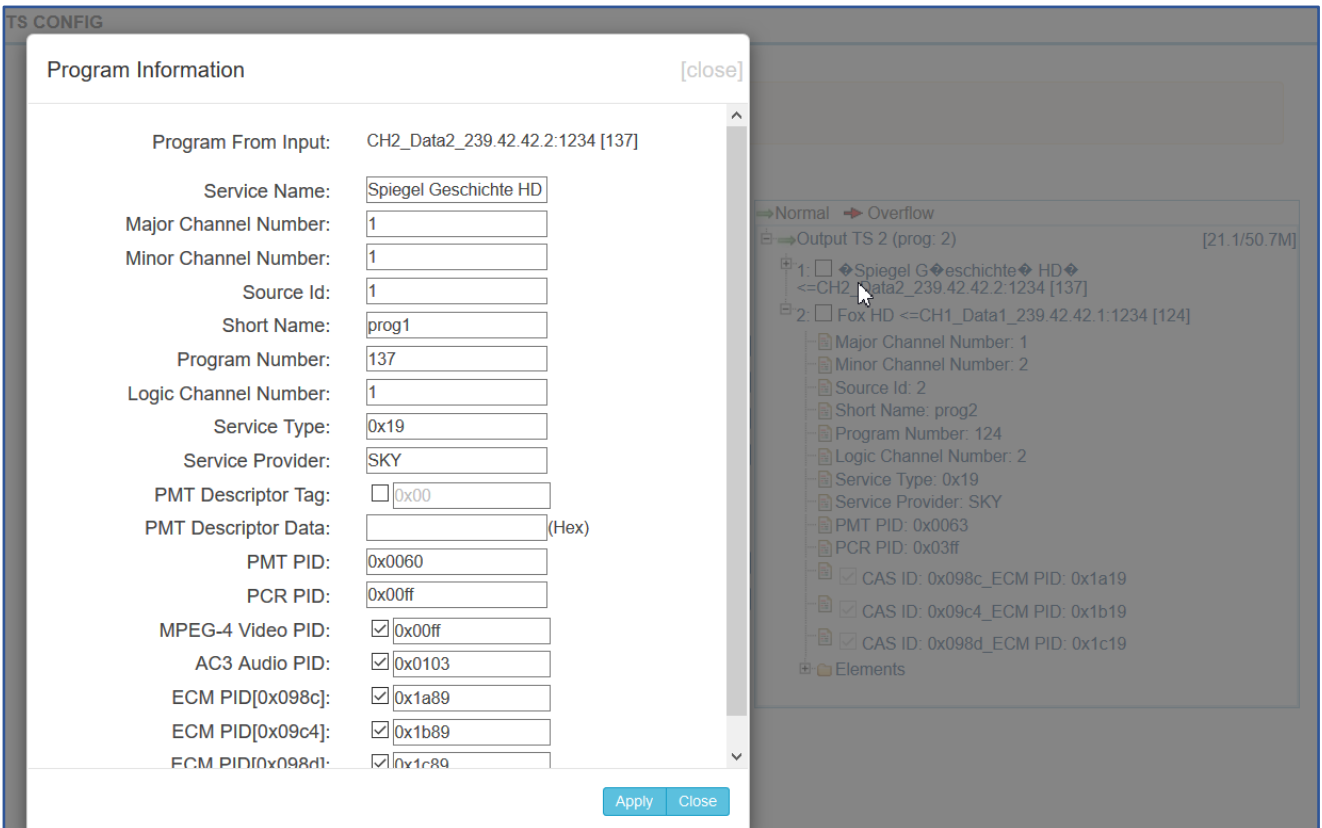 TS CONFIG
Program Information [close]
Program From Input: CH2_Data2_239.42.42.2:1234 [137]
Service Name: Spiegel Geschichte HD
Major Channel Number: 1
Minor Channel Number: 1
Source Id: 1
Short Name: prog1
Program Number: 137
Logic Channel Number: 1
Service Type: 0x19
Service Provider: SKY
PMT Descriptor Tag: 0x00
PMT Descriptor Data: (Hex)
PMT PID: 0x0060
PCR PID: 0x00ff
MPEG-4 Video PID: 0x00ff
AC3 Audio PID: 0x0103
ECM PID[0x098c]: 0x1a89
ECM PID[0x09c4]: 0x1b89
ECM PID[0x098d]: 0x1c89
Apply Close
Normal Overflow
Output TS 2 (prog: 2) [21.1/50.7M]
1: �Spiegel G�eschichte� HD�
<=CH2_Data2_239.42.42.2:1234 [137]
2: Fox HD <=CH1_Data1_239.42.42.1:1234 [124]
Major Channel Number: 1
Minor Channel Number: 2
Source Id: 2
Short Name: prog2
Program Number: 124
Logic Channel Number: 2
Service Type: 0x19
Service Provider: SKY
PMT PID: 0x0063
PCR PID: 0x03ff
CAS ID: 0x098c_ECM PID: 0x1a19
CAS ID: 0x09c4_ECM PID: 0x1b19
CAS ID: 0x098d_ECM PID: 0x1c19
Elements